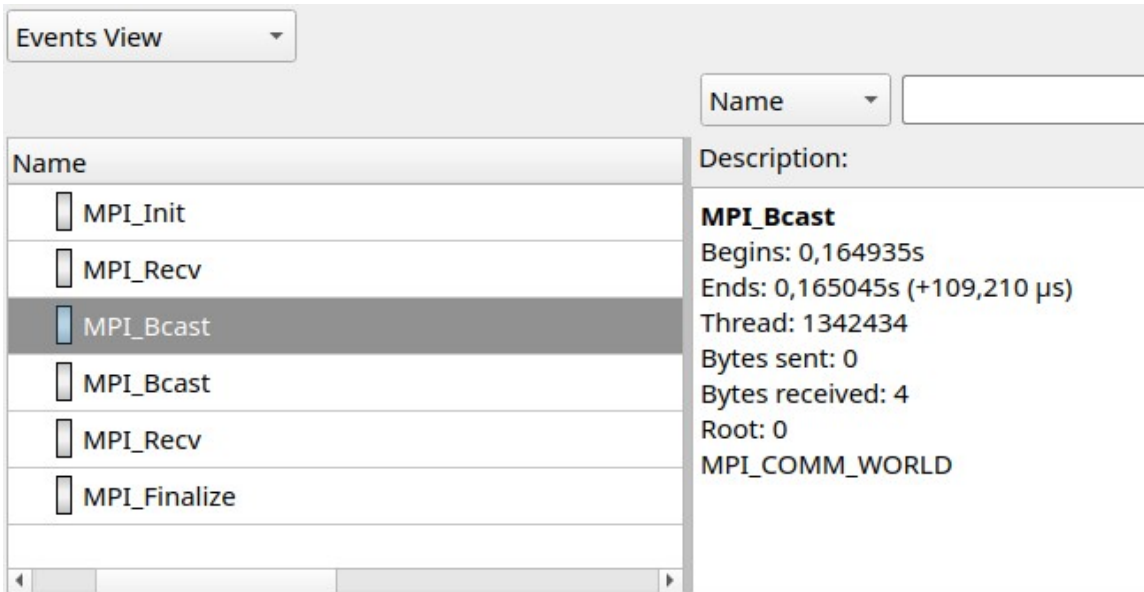 Events View
Name
Name
Description:
MPI_Init
MPI_Recv
MPI_Bcast
MPI_Bcast
MPI_Recv
MPI_Finalize
MPI_Bcast
Begins: 0,164935s
Ends: 0,165045s (+109,210 µs)
Thread: 1342434
Bytes sent: 0
Bytes received: 4
Root: 0
MPI_COMM_WORLD